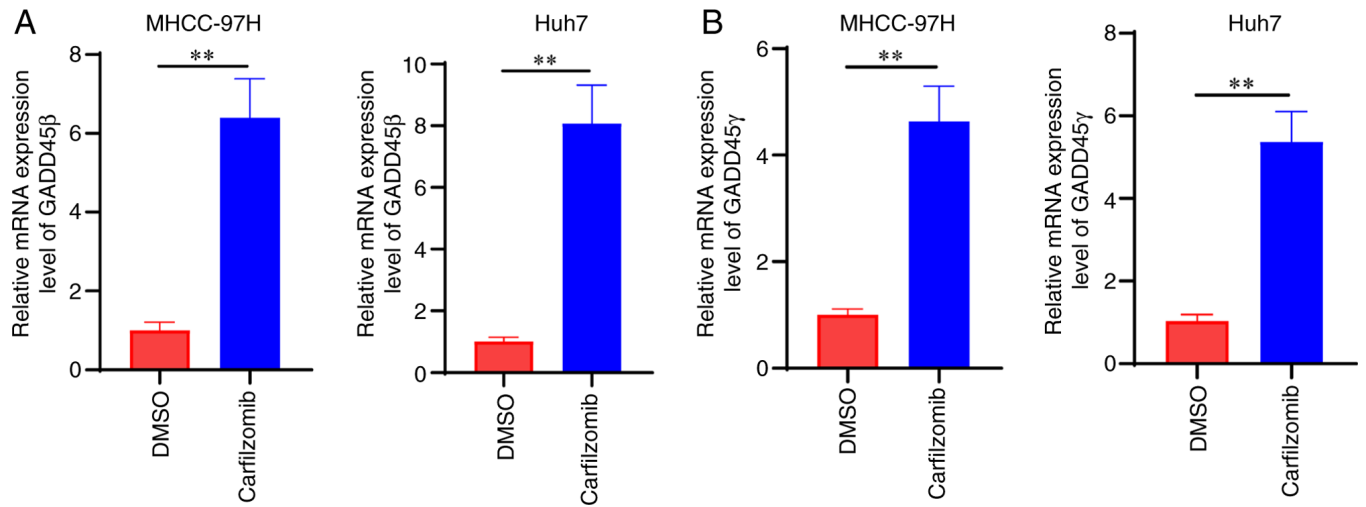 A
MHCC-97H
Relative mRNA expression
level of GADD45β
8
6
4
2
0
**
DMSO
Carfilzomib
Huh7
Relative mRNA expression
level of GADD45β
10
8
6
4
2
0
**
DMSO
Carfilzomib
B
MHCC-97H
Relative mRNA expression
level of GADD45γ
6
4
2
0
**
DMSO
Carfilzomib
Huh7
Relative mRNA expression
level of GADD45γ
8
6
4
2
0
**
DMSO
Carfilzomib